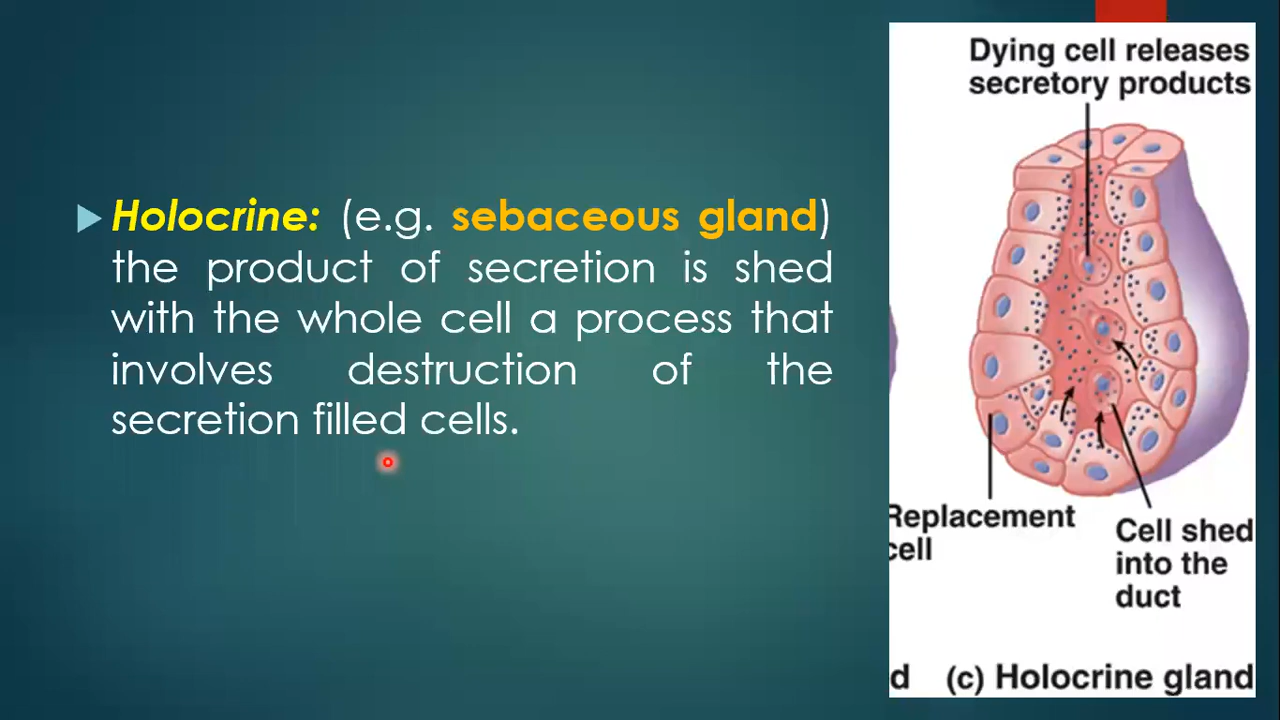 Holocrine: (e.g. sebaceous gland)
the product of secretion is shed
with the whole cell a process that
involves destruction of the
secretion filled cells.
Dying cell releases
secretory products
Replacement
cell
Cell shed
into the
duct
d (c) Holocrine gland